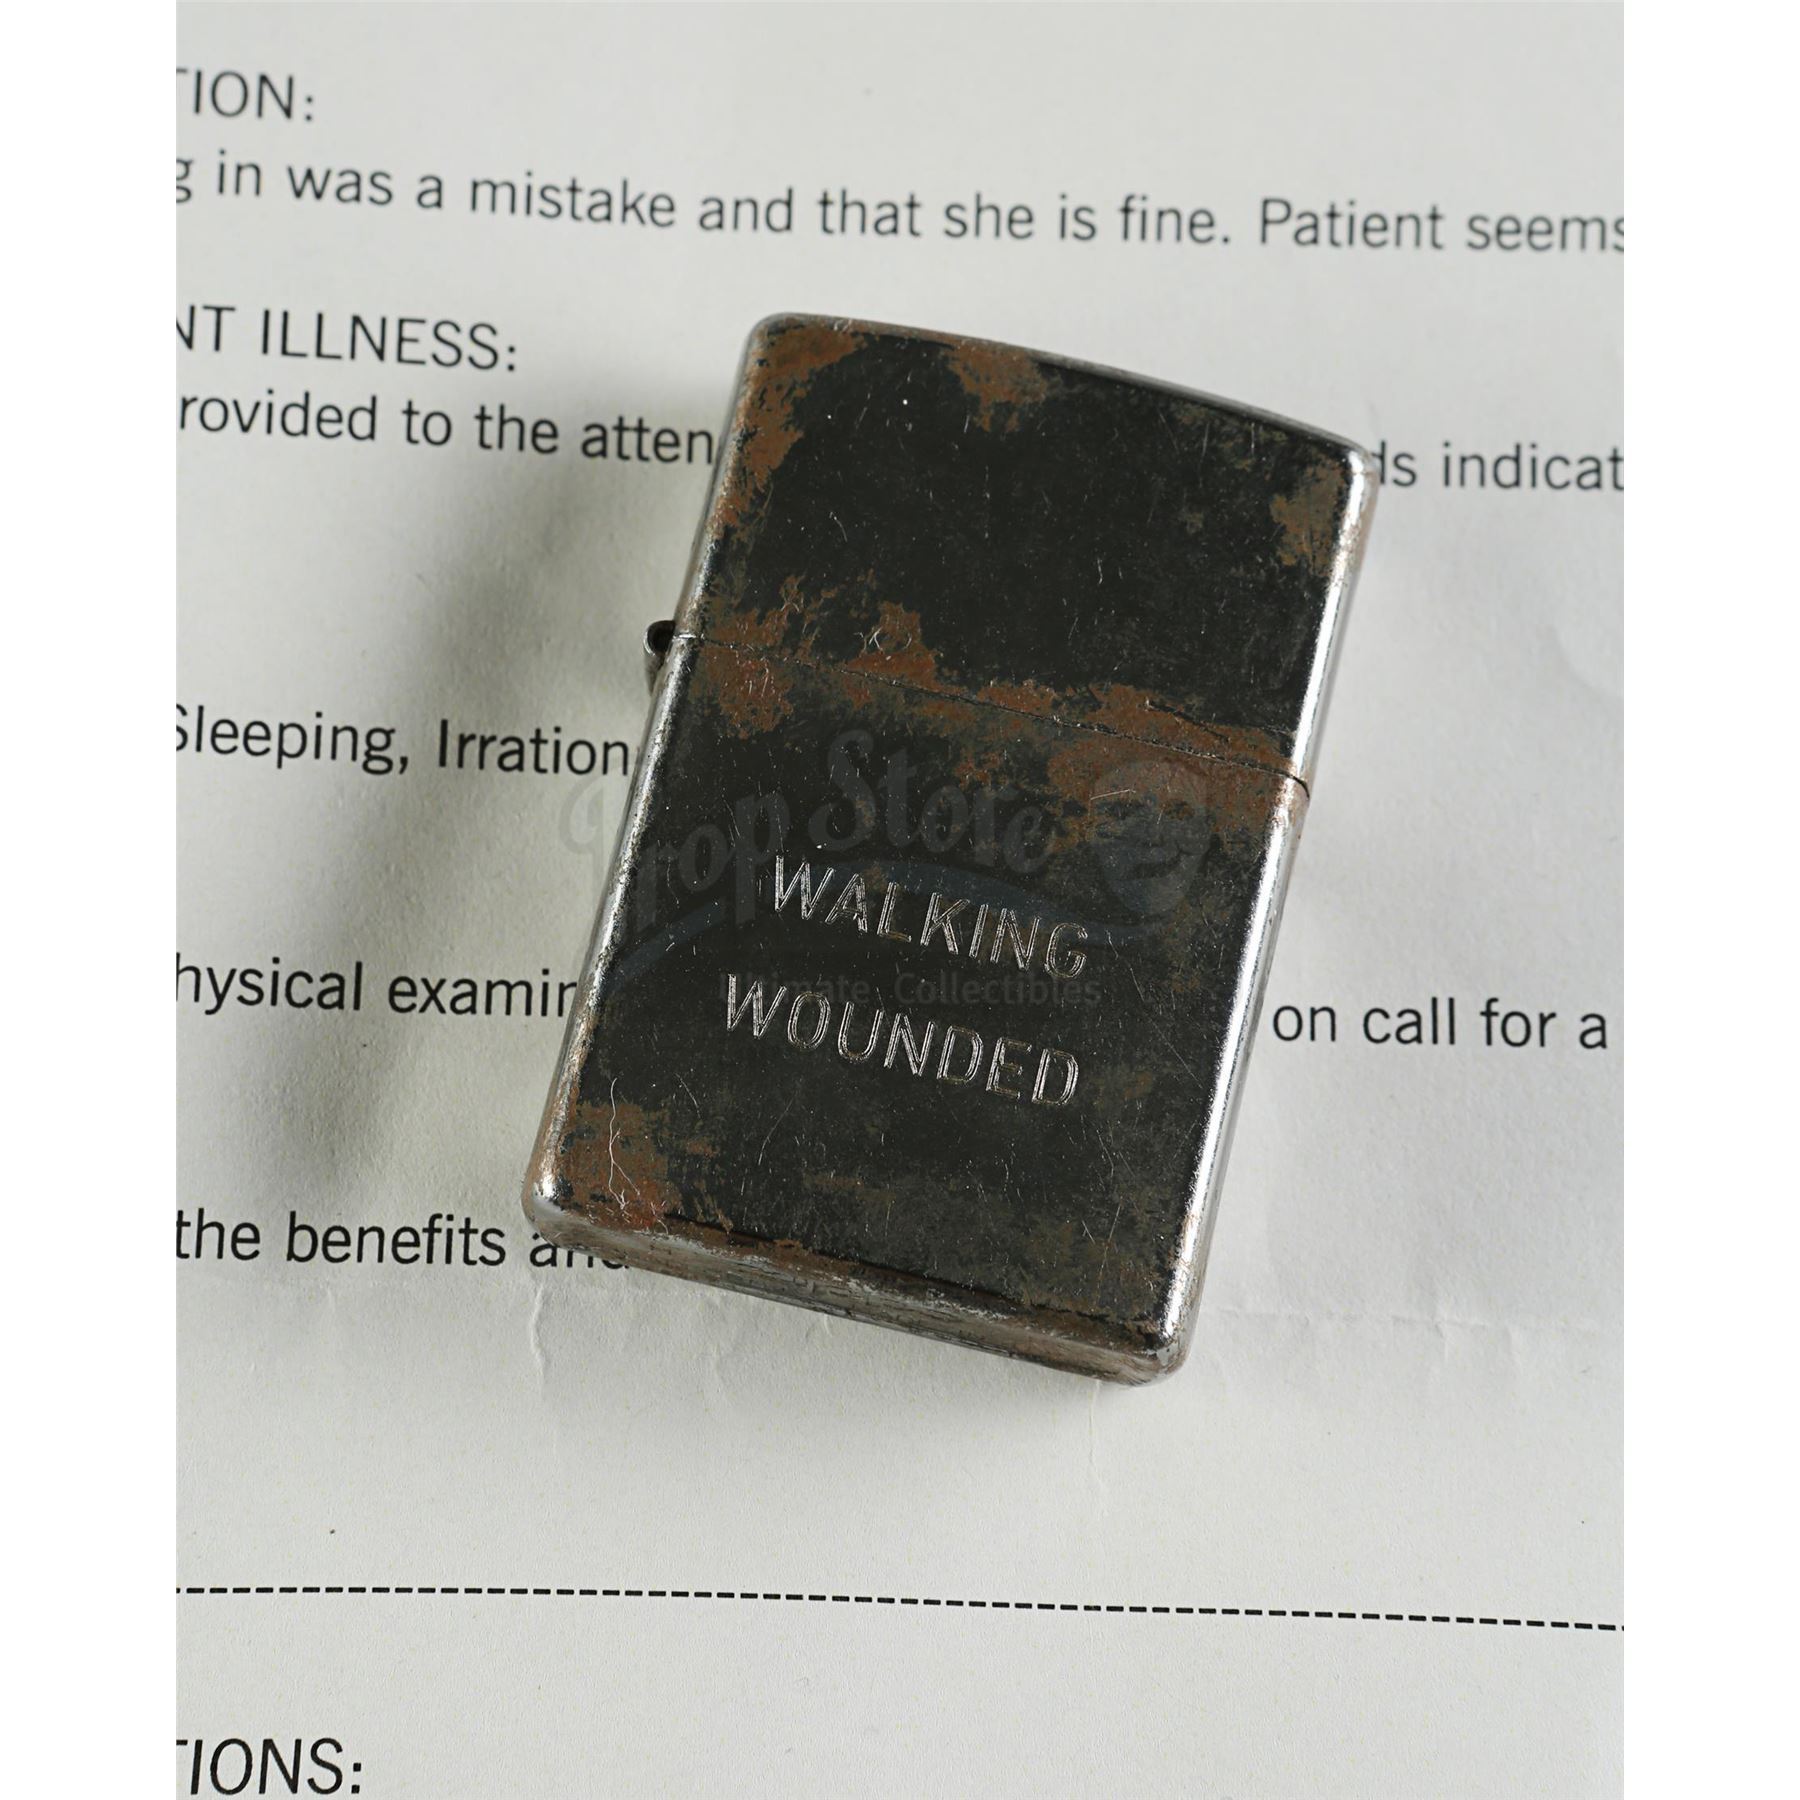 TION:
g in was a mistake and that she is fine. Patient seems
NT ILLNESS:
rovided to the atten ds indicat
Sleeping, Irration
Prop Store
WALKING
Ultimate Collectibles
WOUNDED
hysical examin on call for a
the benefits and
TIONS: